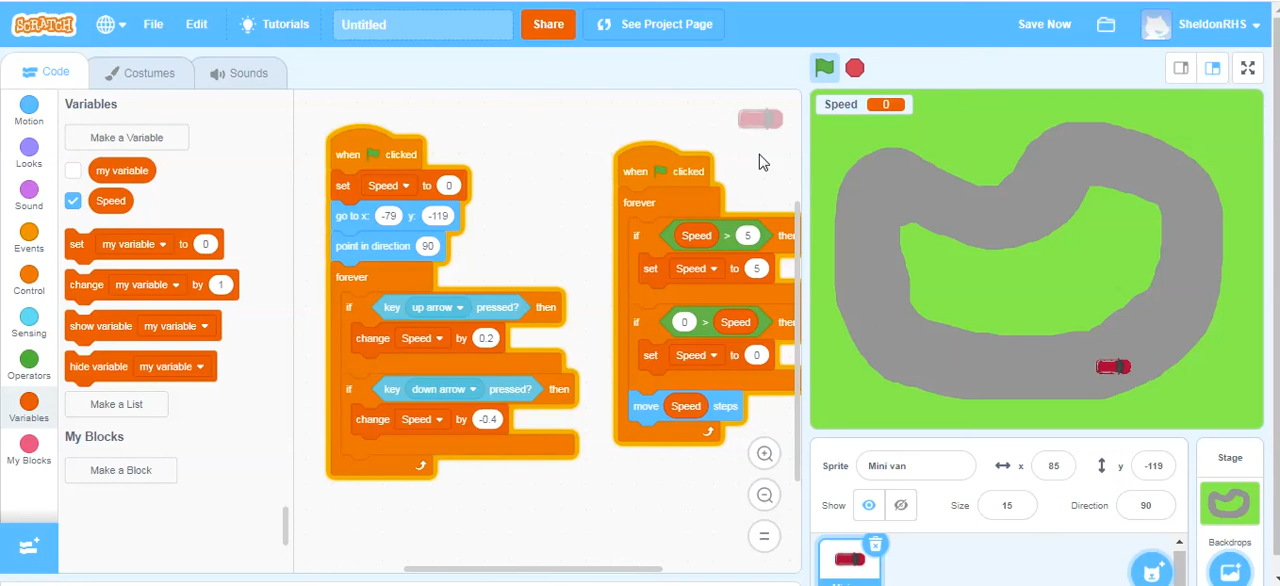 SCRATCH File Edit Tutorials Untitled Share See Project Page Save Now SheldonRHS
Code Costumes Sounds
Motion
Looks
Sound
Events
Control
Sensing
Operators
Variables
My Blocks
Variables
Make a Variable
my variable
Speed
set my variable to 0
change my variable by 1
show variable my variable
hide variable my variable
Make a List
My Blocks
Make a Block
when clicked
set Speed to 0
go to x: -79 y: -119
point in direction 90
forever
if key up arrow pressed? then
change Speed by 0.2
if key down arrow pressed? then
change Speed by -0.4
when clicked
forever
if Speed > 5 then
set Speed to 5
if 0 > Speed then
set Speed to 0
move Speed steps
Speed 0
Sprite Mini van x 85 y -119
Show Size 15 Direction 90
Stage
Backdrops